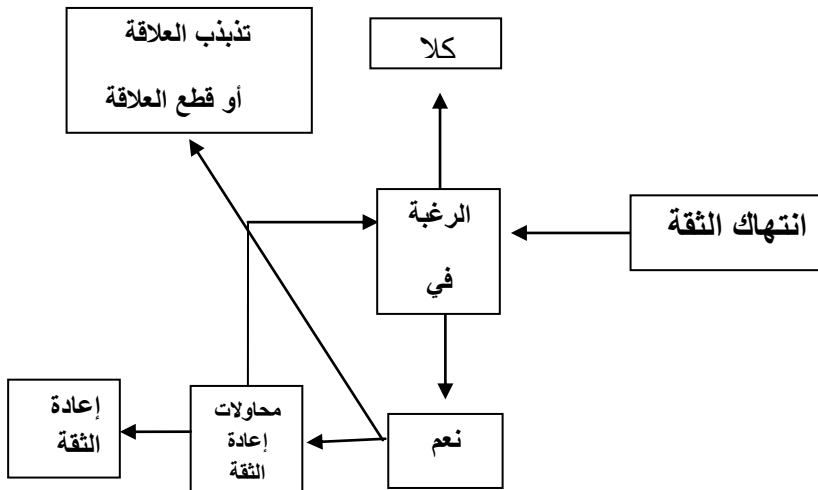 انتهاك الثقة
الرغبة
في
كلا
تذبذب العلاقة
أو قطع العلاقة
نعم
محاولات
إعادة
الثقة
إعادة
الثقة